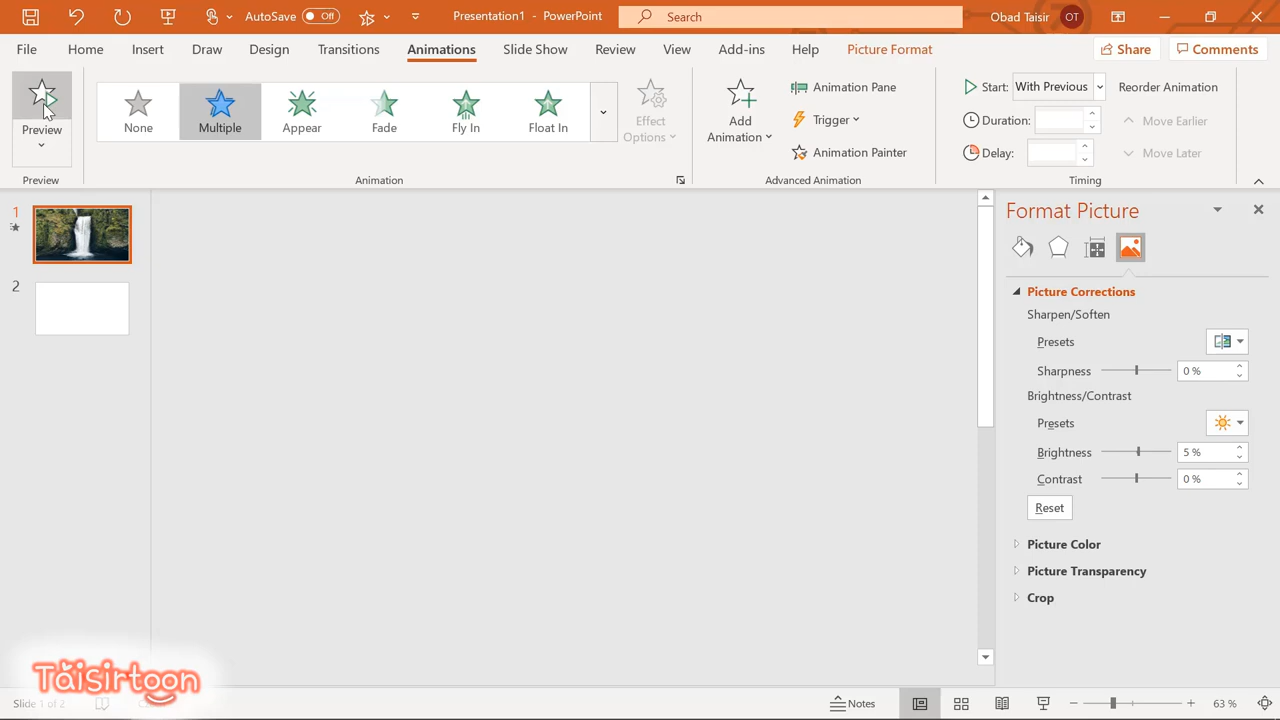 AutoSave Off Presentation1 - PowerPoint Search Obad Taisir OT
File Home Insert Draw Design Transitions Animations Slide Show Review View Add-ins Help Picture Format Share Comments
Preview
None Multiple Appear Fade Fly In Float In
Effect Options
Add Animation
Animation Pane
Trigger
Animation Painter
Start: With Previous
Duration:
Delay:
Reorder Animation
Move Earlier
Move Later
Preview Animation Advanced Animation Timing
1
2
Format Picture
Picture Corrections
Sharpen/Soften
Presets
Sharpness 0 %
Brightness/Contrast
Presets
Brightness 5 %
Contrast 0 %
Reset
Picture Color
Picture Transparency
Crop
Taisirtoon
Slide 1 of 2 Notes 63 %